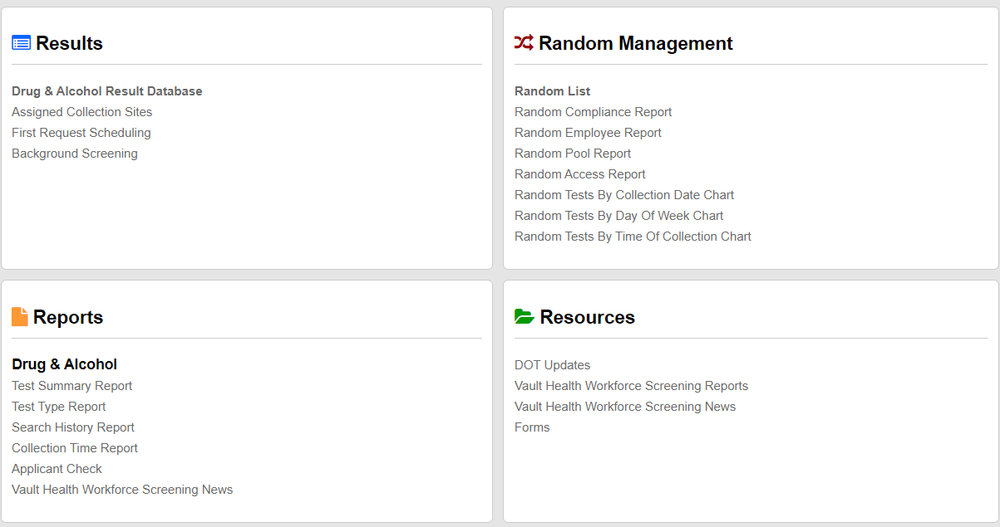 Results
Drug & Alcohol Result Database
Assigned Collection Sites
First Request Scheduling
Background Screening
Random Management
Random List
Random Compliance Report
Random Employee Report
Random Pool Report
Random Access Report
Random Tests By Collection Date Chart
Random Tests By Day Of Week Chart
Random Tests By Time Of Collection Chart
Reports
Drug & Alcohol
Test Summary Report
Test Type Report
Search History Report
Collection Time Report
Applicant Check
Vault Health Workforce Screening News
Resources
DOT Updates
Vault Health Workforce Screening Reports
Vault Health Workforce Screening News
Forms